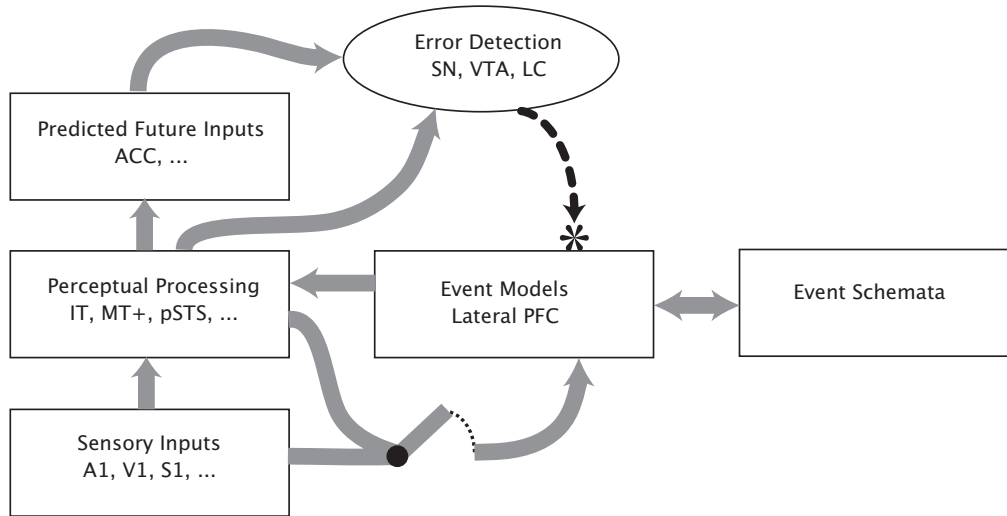 Error Detection
SN, VTA, LC
Predicted Future Inputs
ACC, ...
Perceptual Processing
IT, MT+, pSTS, ...
Event Models
Lateral PFC
Event Schemata
Sensory Inputs
A1, V1, S1, ...